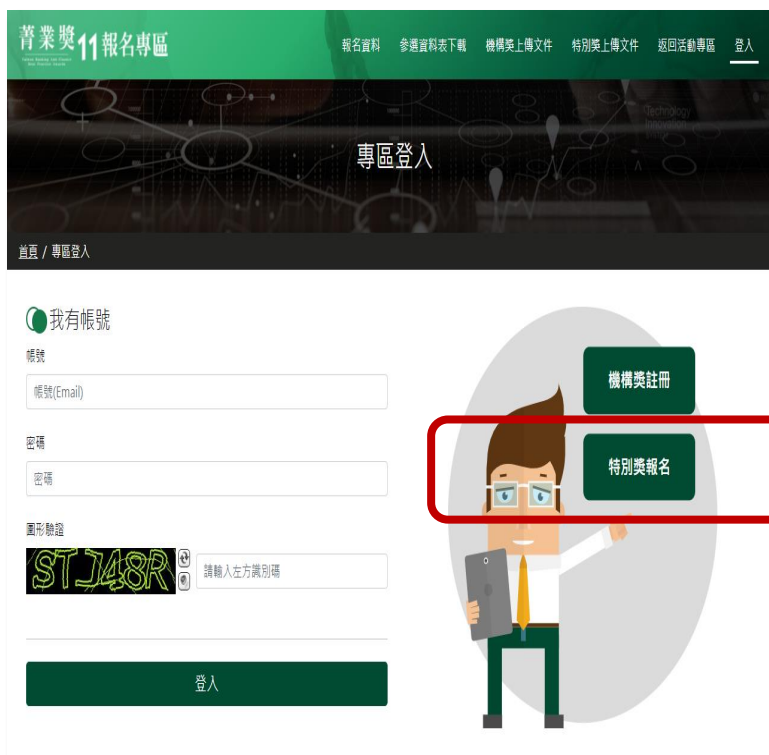 菁業獎11報名專區
報名資料 參選資料表下載 機構獎上傳文件 特別獎上傳文件 返回活動專區 登入
Technology
Innovation
專區登入
首頁 / 專區登入
我有帳號
帳號
帳號(Email)
密碼
密碼
圖形驗證
STJ48R
請輸入左方識別碼
登入
機構獎註冊
特別獎報名